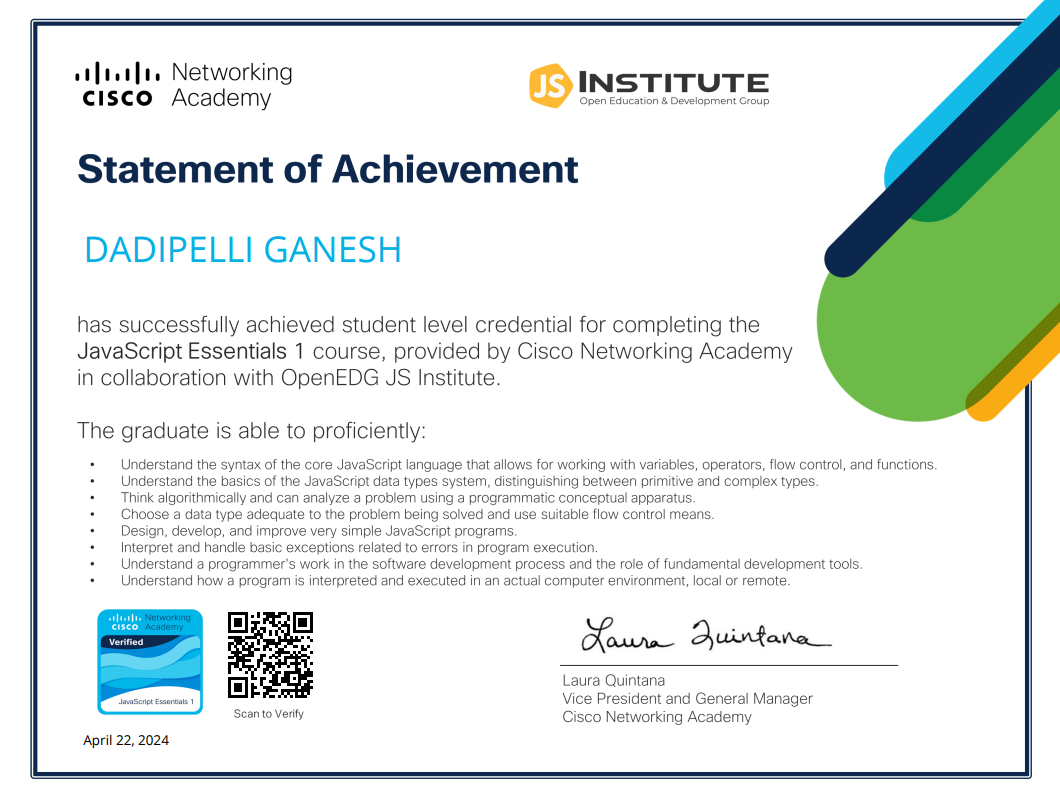 CISCO Networking Academy
JS INSTITUTE
Open Education & Development Group
Statement of Achievement
DADIPELLI GANESH
has successfully achieved student level credential for completing the
JavaScript Essentials 1 course, provided by Cisco Networking Academy
in collaboration with OpenEDG JS Institute.
The graduate is able to proficiently:
• Understand the syntax of the core JavaScript language that allows for working with variables, operators, flow control, and functions.
• Understand the basics of the JavaScript data types system, distinguishing between primitive and complex types.
• Think algorithmically and can analyze a problem using a programmatic conceptual apparatus.
• Choose a data type adequate to the problem being solved and use suitable flow control means.
• Design, develop, and improve very simple JavaScript programs.
• Interpret and handle basic exceptions related to errors in program execution.
• Understand a programmer's work in the software development process and the role of fundamental development tools.
• Understand how a program is interpreted and executed in an actual computer environment, local or remote.
CISCO Networking Academy
Verified
JavaScript Essentials 1
Scan to Verify
April 22, 2024
Laura Quintana
Laura Quintana
Vice President and General Manager
Cisco Networking Academy